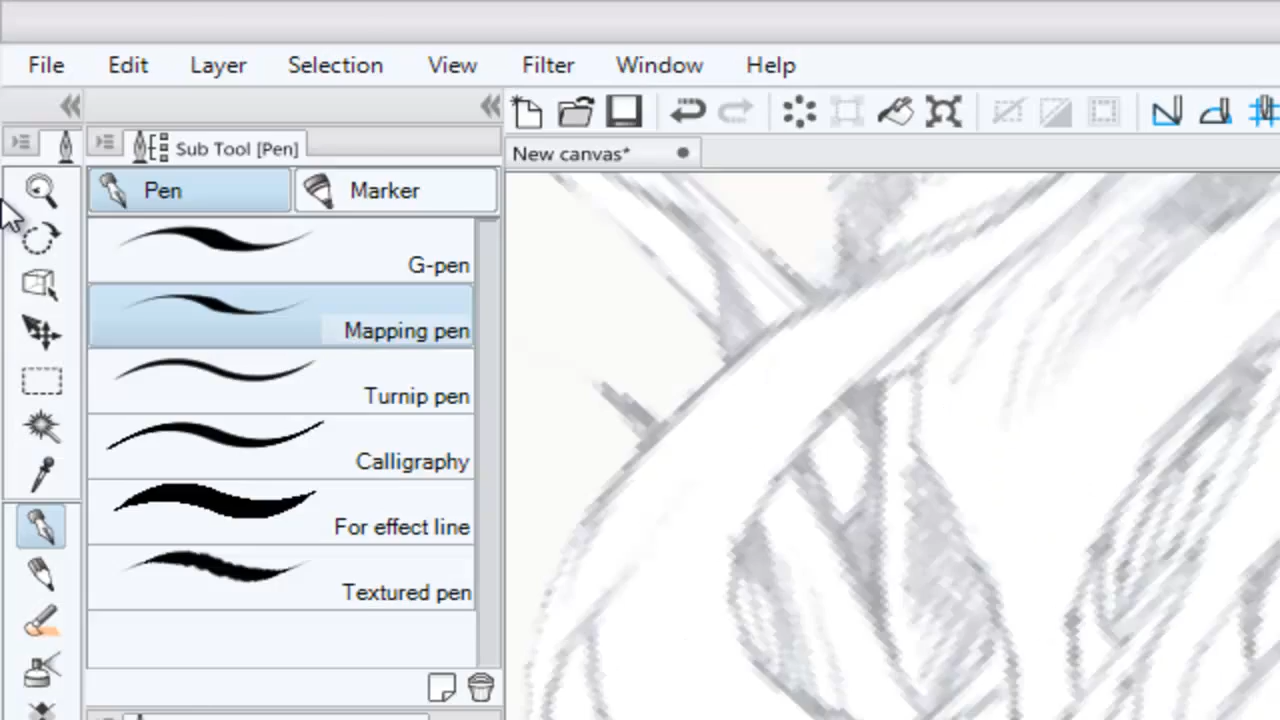 File Edit Layer Selection View Filter Window Help
Sub Tool [Pen]
New canvas*
Pen Marker
G-pen
Mapping pen
Turnip pen
Calligraphy
For effect line
Textured pen